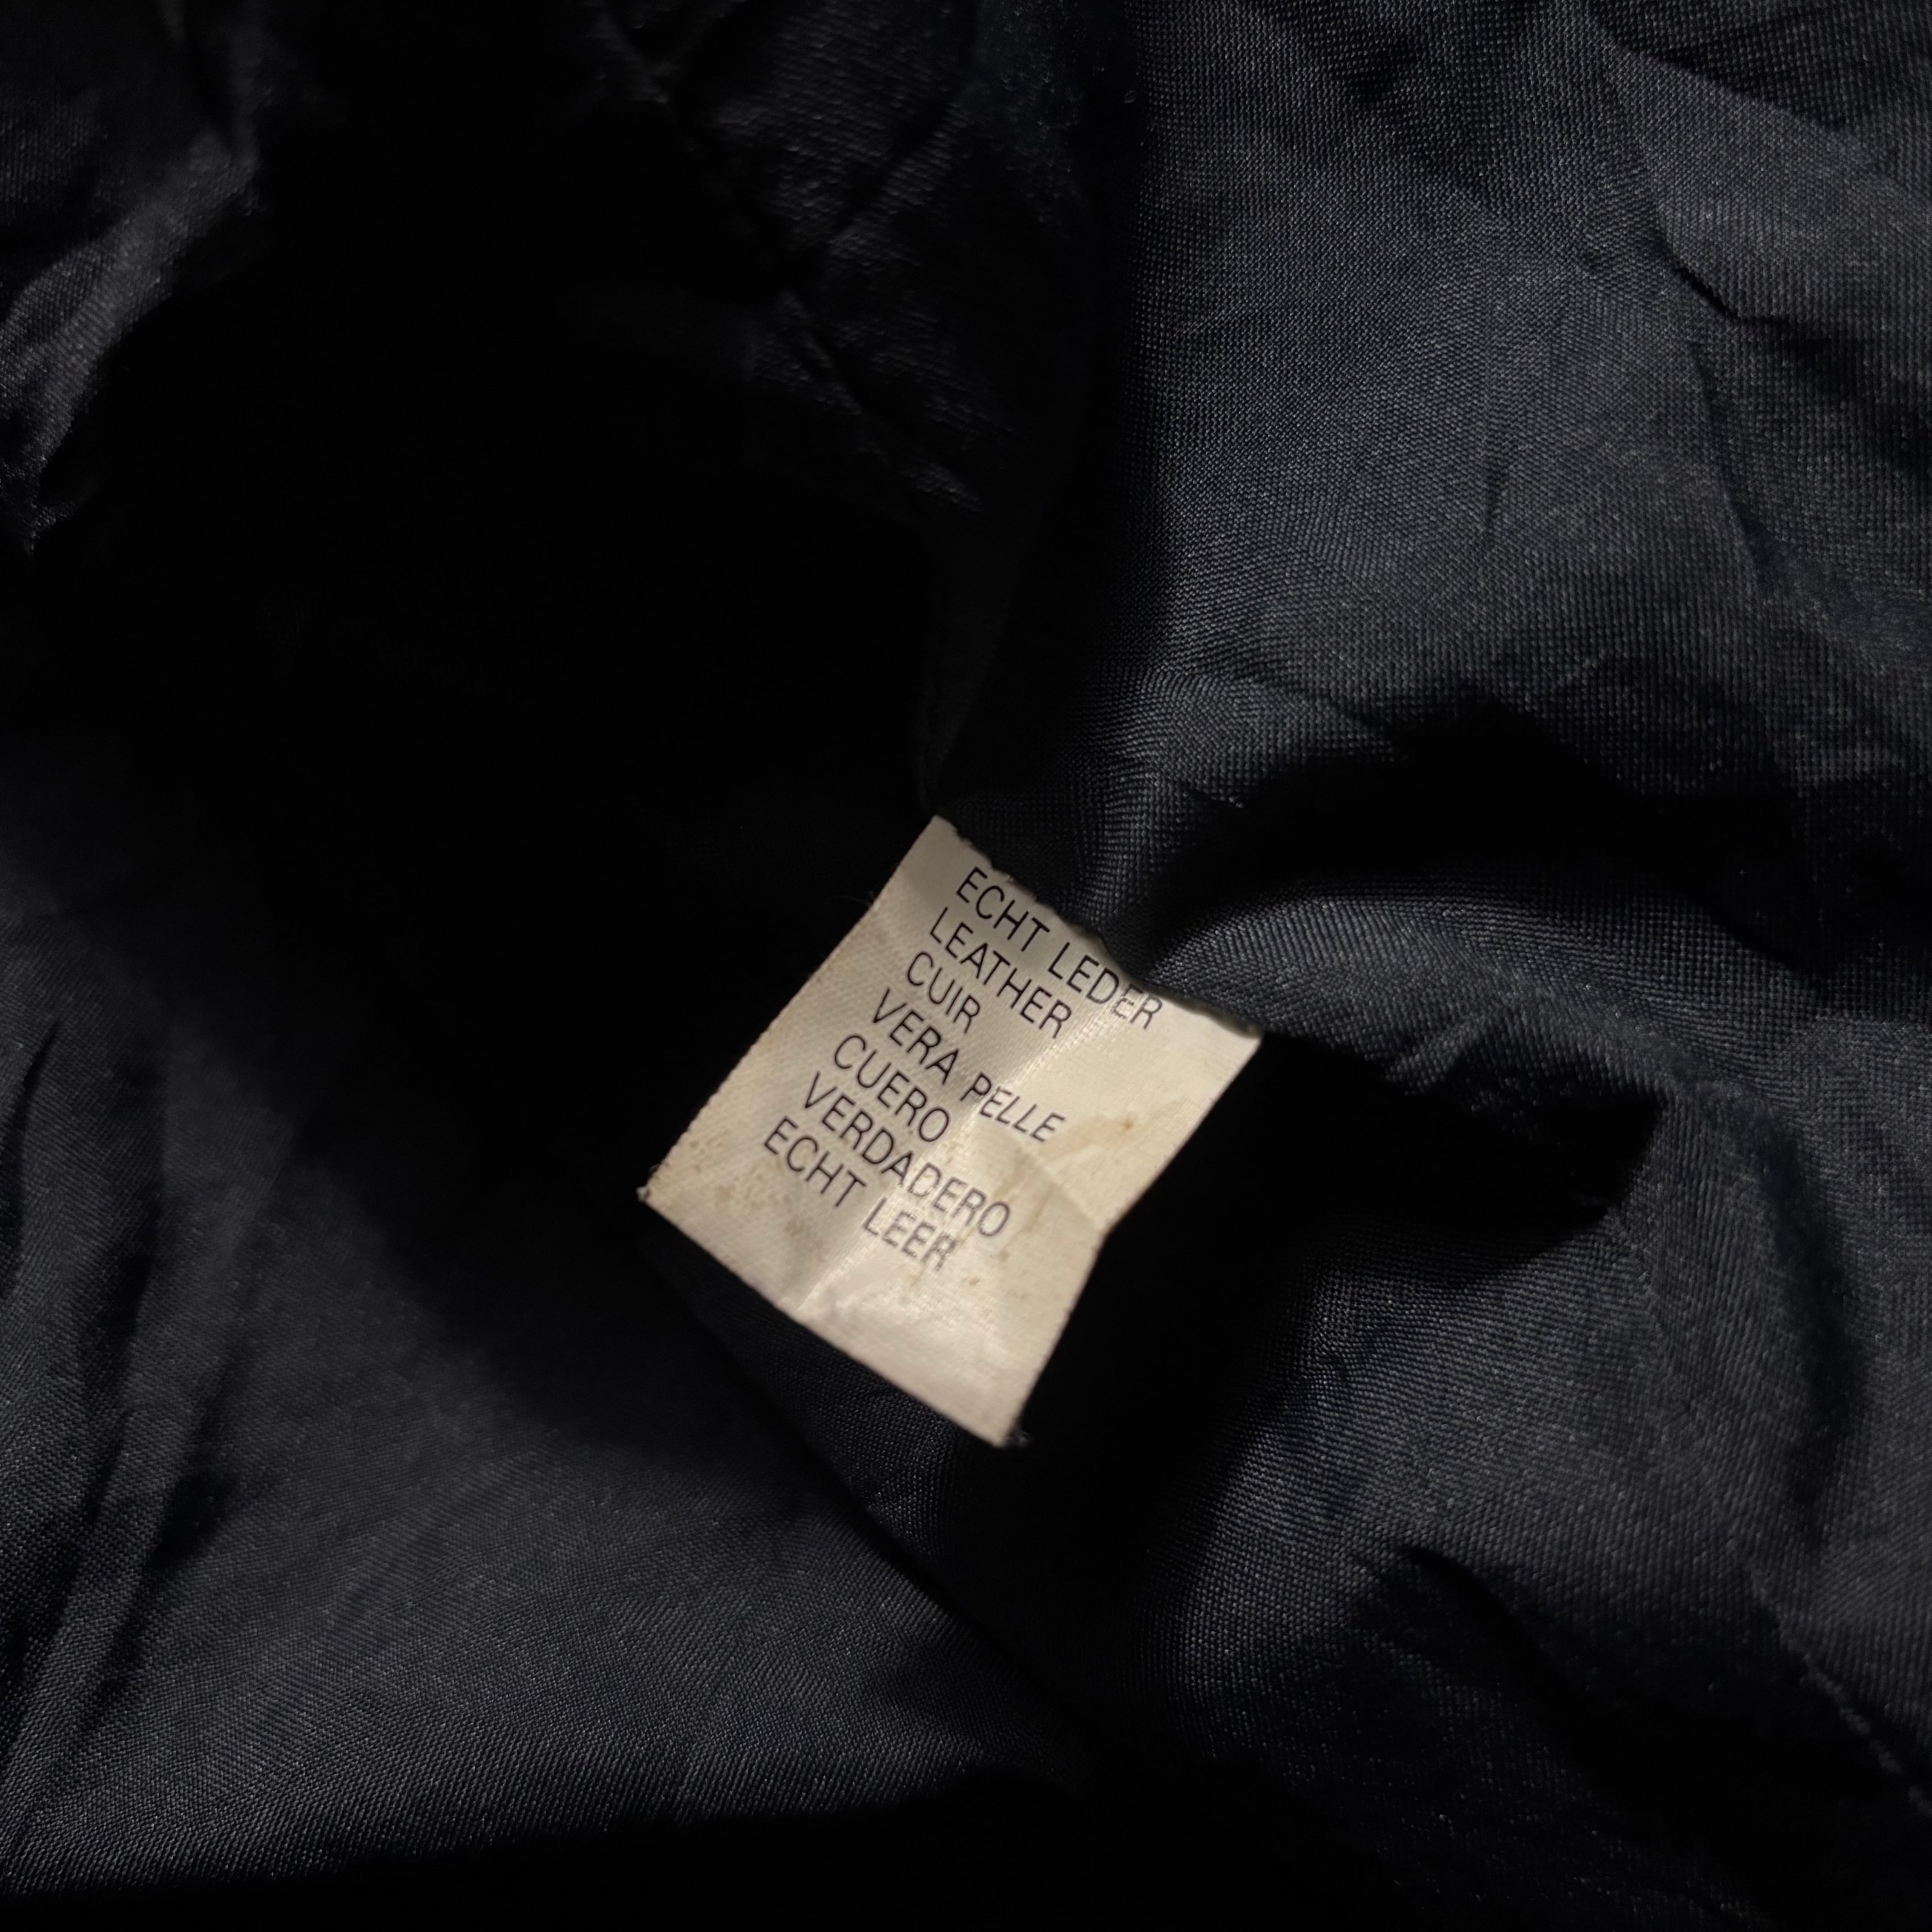 ECHT LEDER
LEATHER
CUIR
VERA PELLE
CUERO
VERDADERO
ECHT LEER